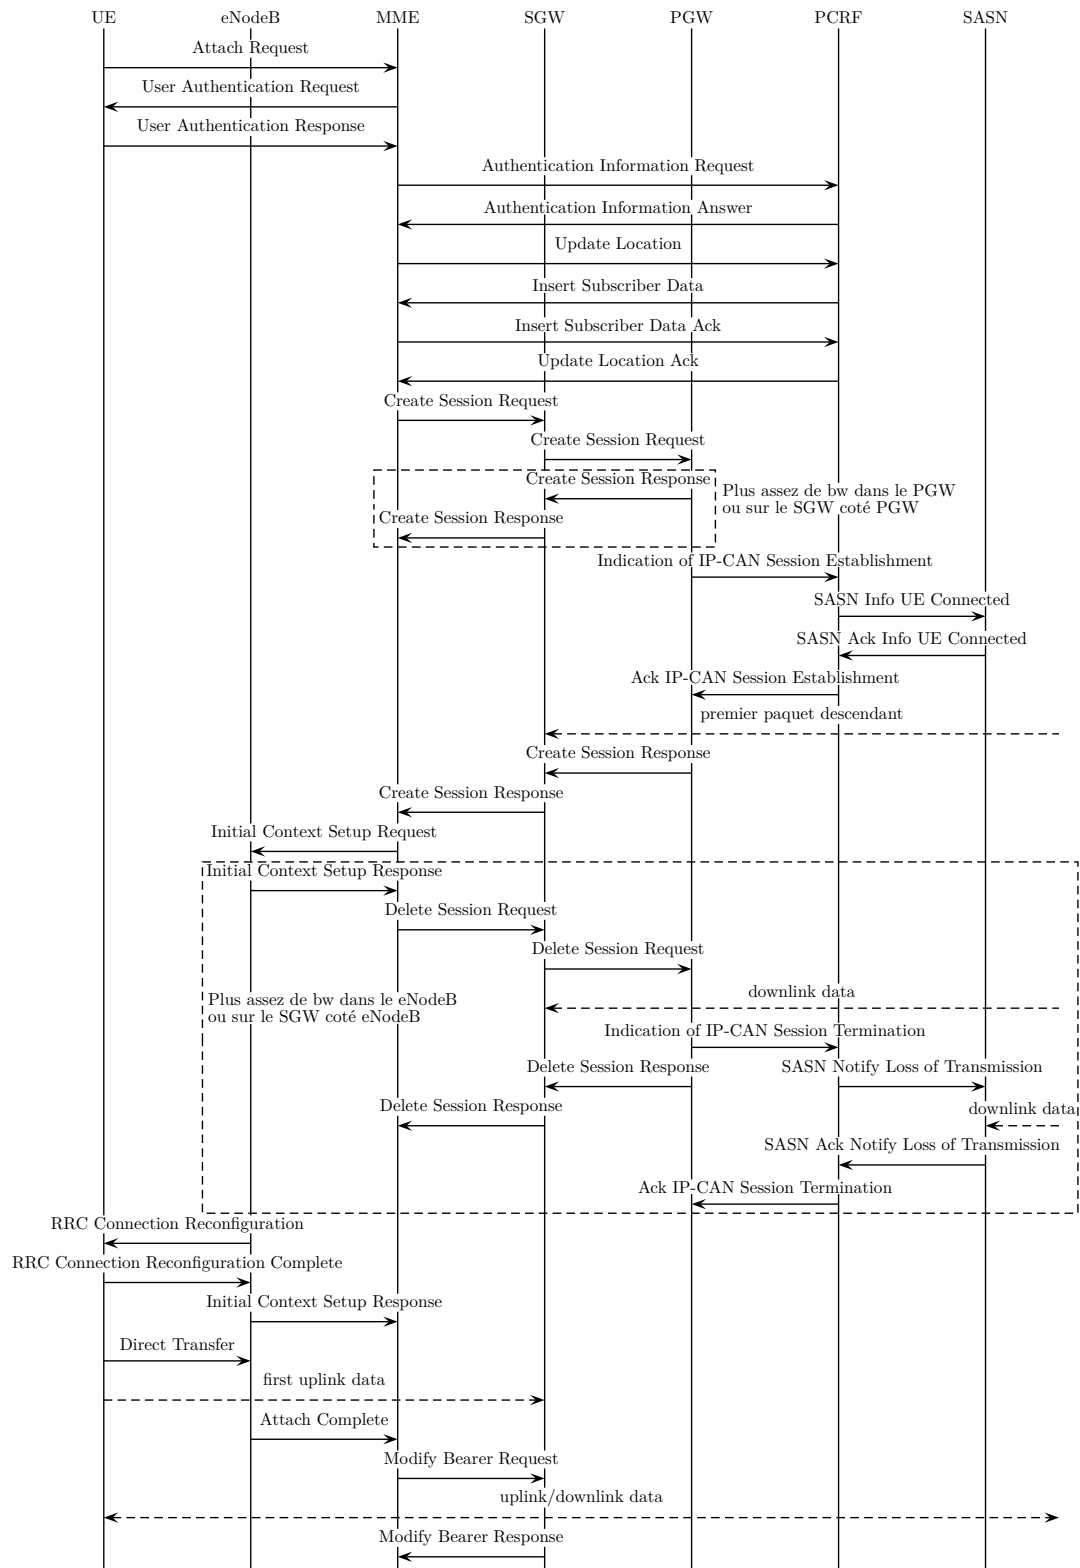 UE eNodeB MME SGW PGW PCRF SASN
Attach Request
User Authentication Request
User Authentication Response
Authentication Information Request
Authentication Information Answer
Update Location
Insert Subscriber Data
Insert Subscriber Data Ack
Update Location Ack
Create Session Request
Create Session Request
Create Session Response
Plus assez de bw dans le PGW
ou sur le SGW coté PGW
Create Session Response
Indication of IP-CAN Session Establishment
SASN Info UE Connected
SASN Ack Info UE Connected
Ack IP-CAN Session Establishment
premier paquet descendant
Create Session Response
Create Session Response
Initial Context Setup Request
Initial Context Setup Response
Delete Session Request
Delete Session Request
downlink data
Plus assez de bw dans le eNodeB
ou sur le SGW coté eNodeB
Indication of IP-CAN Session Termination
Delete Session Response
SASN Notify Loss of Transmission
Delete Session Response
downlink data
SASN Ack Notify Loss of Transmission
Ack IP-CAN Session Termination
RRC Connection Reconfiguration
RRC Connection Reconfiguration Complete
Initial Context Setup Response
Direct Transfer
first uplink data
Attach Complete
Modify Bearer Request
uplink/downlink data
Modify Bearer Response